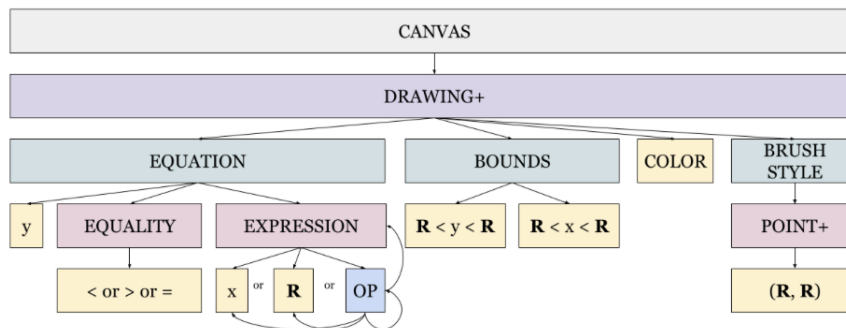 CANVAS
DRAWING+
EQUATION
BOUNDS
COLOR
BRUSH
STYLE
y
EQUALITY
EXPRESSION
R < y < R
R < x < R
POINT+
< or > or =
x
or
R
or
OP
(R, R)